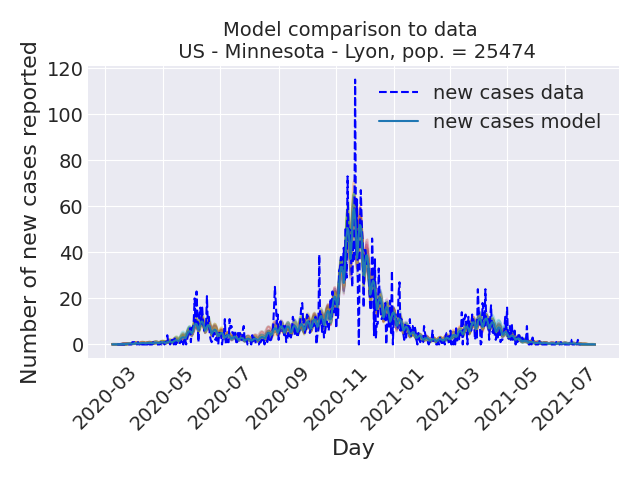 Model comparison to data
US - Minnesota - Lyon, pop. = 25474
Number of new cases reported
120
100
80
60
40
20
0
new cases data
new cases model
2020-03
2020-05
2020-07
2020-09
2020-11
2021-01
2021-03
2021-05
2021-07
Day